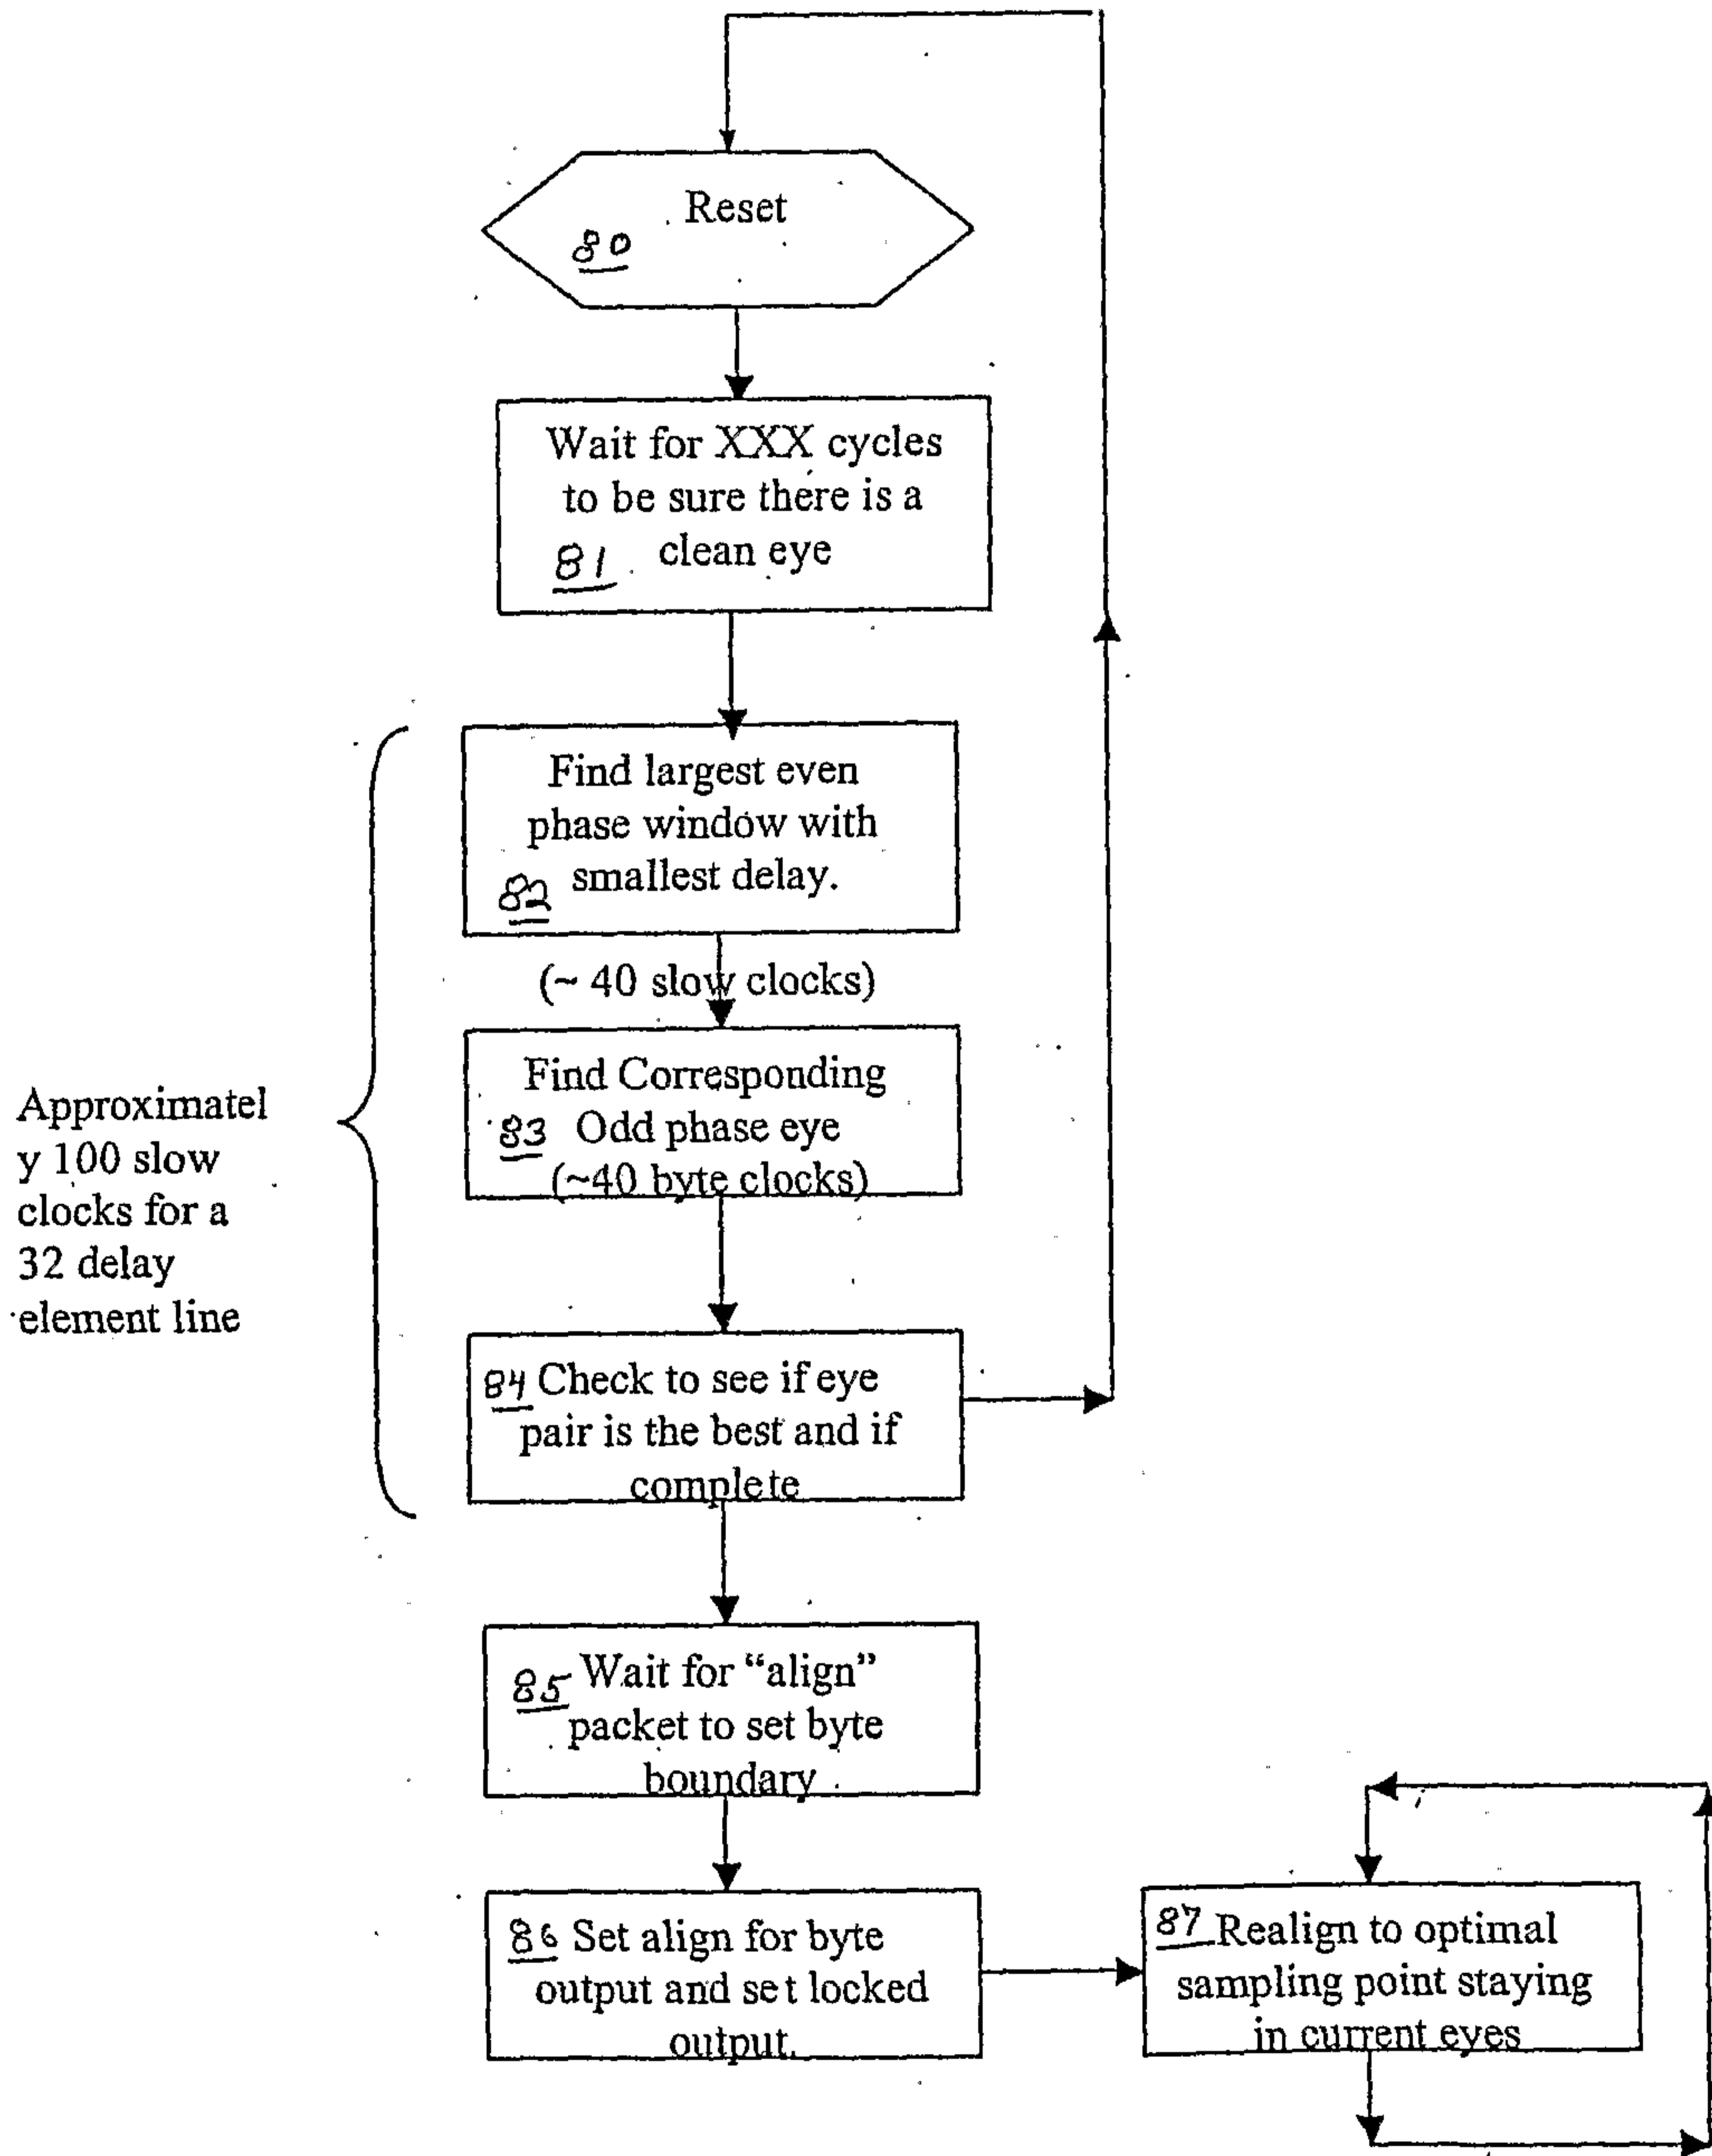 Reset
80
Wait for XXX cycles
to be sure there is a
81 clean eye
Find largest even
phase window with
82 smallest delay.
(~ 40 slow clocks)
Find Corresponding
83 Odd phase eye
(~40 byte clocks)
Approximatel
y 100 slow
clocks for a
32 delay
element line
84 Check to see if eye
pair is the best and if
complete
85 Wait for “align”
packet to set byte
boundary
86 Set align for byte
output and set locked
output.
87 Realign to optimal
sampling point staying
in current eyes